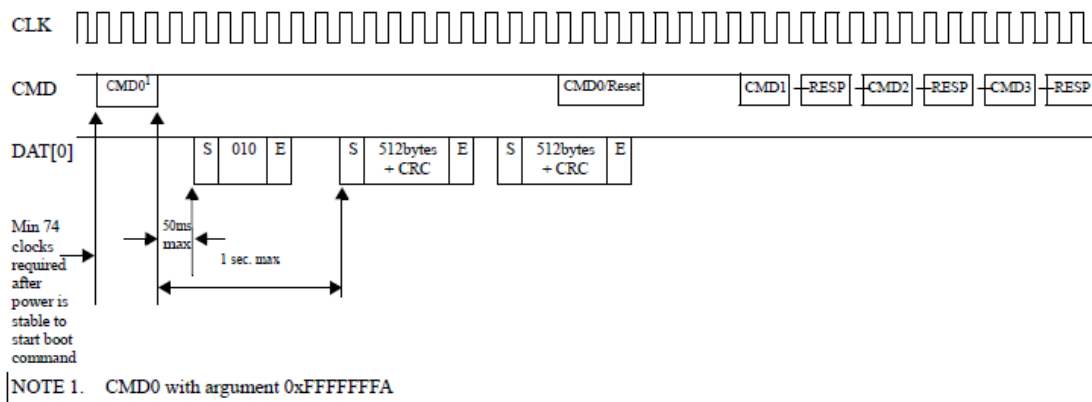 CLK
CMD
CMD0¹
CMD0/Reset
CMD1
RESP
CMD2
RESP
CMD3
RESP
DAT[0]
S
010
E
S
512bytes
+ CRC
E
S
512bytes
+ CRC
E
Min 74
clocks
required
after
power is
stable to
start boot
command
50ms
max
1 sec. max
NOTE 1. CMD0 with argument 0xFFFFFFFA